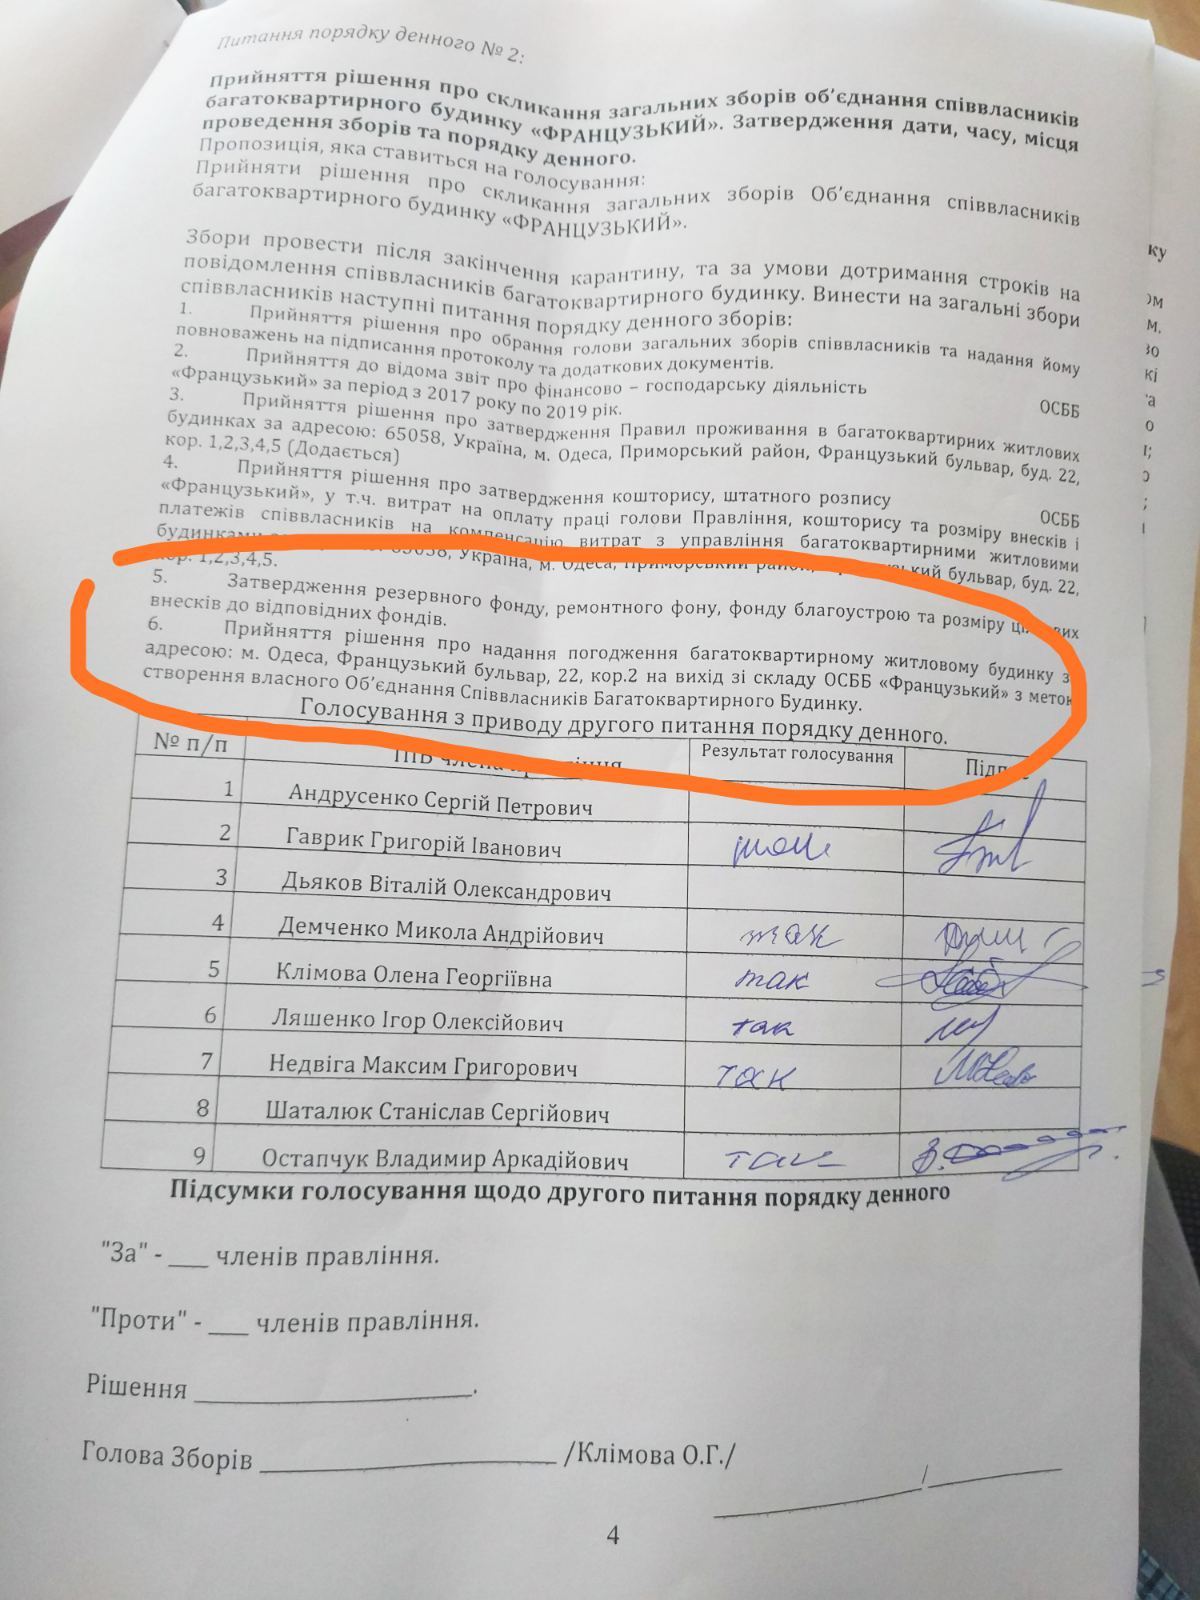 Питання порядку денного № 2:
Прийняття рішення про скликання загальних зборів об'єднання співвласників
багатоквартирного будинку «ФРАНЦУЗЬКИЙ». Затвердження дати, часу, місця
проведення зборів та порядку денного.
Пропозиція, яка ставиться на голосування:
Прийняти рішення про скликання загальних зборів Об'єднання співвласників
багатоквартирного будинку «ФРАНЦУЗЬКИЙ».
Збори провести після закінчення карантину, та за умови дотримання строків на
повідомлення співвласників багатоквартирного будинку. Винести на загальні збори
співвласників наступні питання порядку денного зборів:
1. Прийняття рішення про обрання голови загальних зборів співвласників та надання йому
повноважень на підписання протоколу та додаткових документів.
2. Прийняття до відома звіт про фінансово – господарську діяльність ОСББ
«Французький» за період з 2017 року по 2019 рік.
3. Прийняття рішення про затвердження Правил проживання в багатоквартирних житлових
будинках за адресою: 65058, Україна, м. Одеса, Приморський район, Французький бульвар, буд. 22,
кор. 1,2,3,4,5 (Додається)
4. Прийняття рішення про затвердження кошторису, штатного розпису ОСББ
«Французький», у т.ч. витрат на оплату праці голови Правління, кошторису та розміру внесків і
платежів співвласників на компенсацію витрат з управління багатоквартирними житловими
будинками 65058, Україна, м. Одеса, Приморський район, бульвар, буд. 22,
кор. 1,2,3,4,5.
5. Затвердження резервного фонду, ремонтного фону, фонду благоустрою та розміру
внесків до відповідних фондів.
6. Прийняття рішення про надання погодження багатоквартирному житловому будинку з
адресою: м. Одеса, Французький бульвар, 22, кор.2 на вихід зі складу ОСББ «Французький» з метою
створення власного Об'єднання Співвласників Багатоквартирного Будинку.
Голосування з приводу другого питання порядку денного.
№ п/п ПІБ члена правління Результат голосування Підпис
1 Андрусенко Сергій Петрович
2 Гаврик Григорій Іванович так
3 Дьяков Віталій Олександрович
4 Демченко Микола Андрійович так
5 Клімова Олена Георгіївна так
6 Ляшенко Ігор Олексійович так
7 Недвіга Максим Григорович так
8 Шаталюк Станіслав Сергійович
9 Остапчук Владимир Аркадійович так
Підсумки голосування щодо другого питання порядку денного
"За" - ___ членів правління.
"Проти" - ___ членів правління.
Рішення ____________________.
Голова Зборів ____________________ /Клімова О.Г./
4